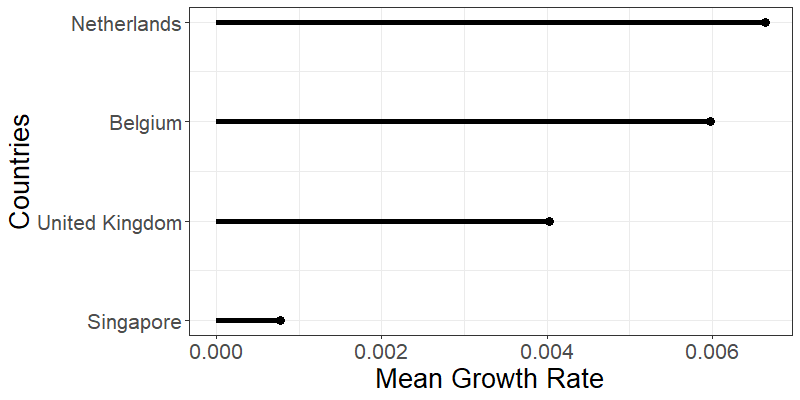 Netherlands
Belgium
United Kingdom
Singapore
Countries
0.000 0.002 0.004 0.006
Mean Growth Rate